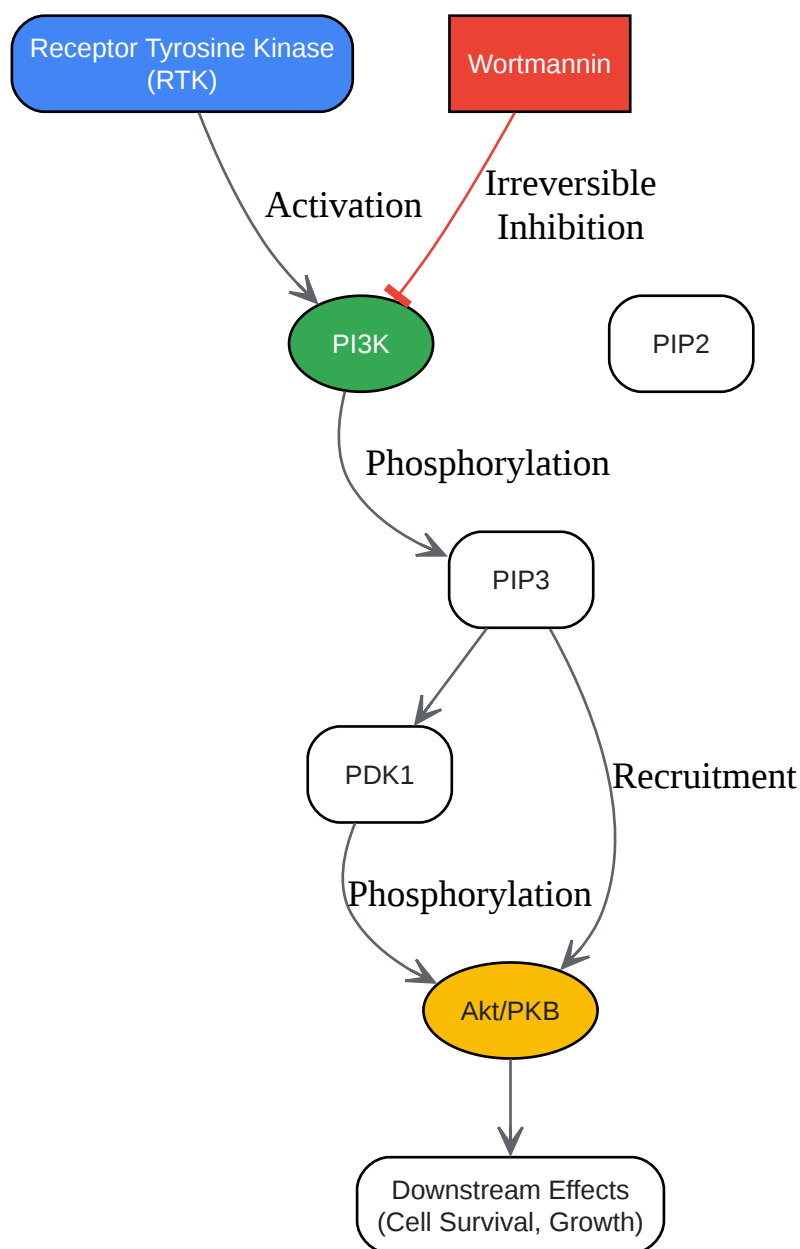 Receptor Tyrosine Kinase
(RTK)
Wortmannin
Activation
Irreversible
Inhibition
PI3K
PIP2
Phosphorylation
PIP3
PDK1
Recruitment
Phosphorylation
Akt/PKB
Downstream Effects
(Cell Survival, Growth)